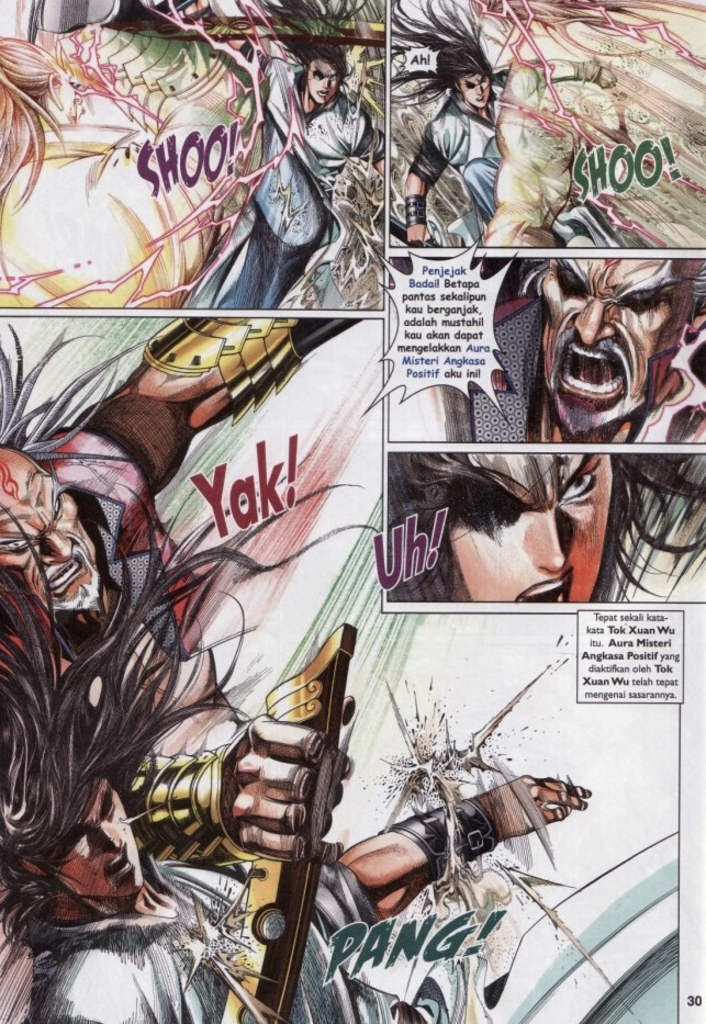 SHOO!
Ah!
SHOO!
Penjejak
Badai! Betapa
pantas sekalipun
kau berganjak,
adalah mustahil
kau akan dapat
mengelakkan Aura
Misteri Angkasa
Positif aku ini!
Yak!
Uh!
Tepat sekali kata-
kata Tok Xuan Wu
itu. Aura Misteri
Angkasa Positif yang
diaktifkan oleh Tok
Xuan Wu telah tepat
mengenai sasarannya.
PANG!
30